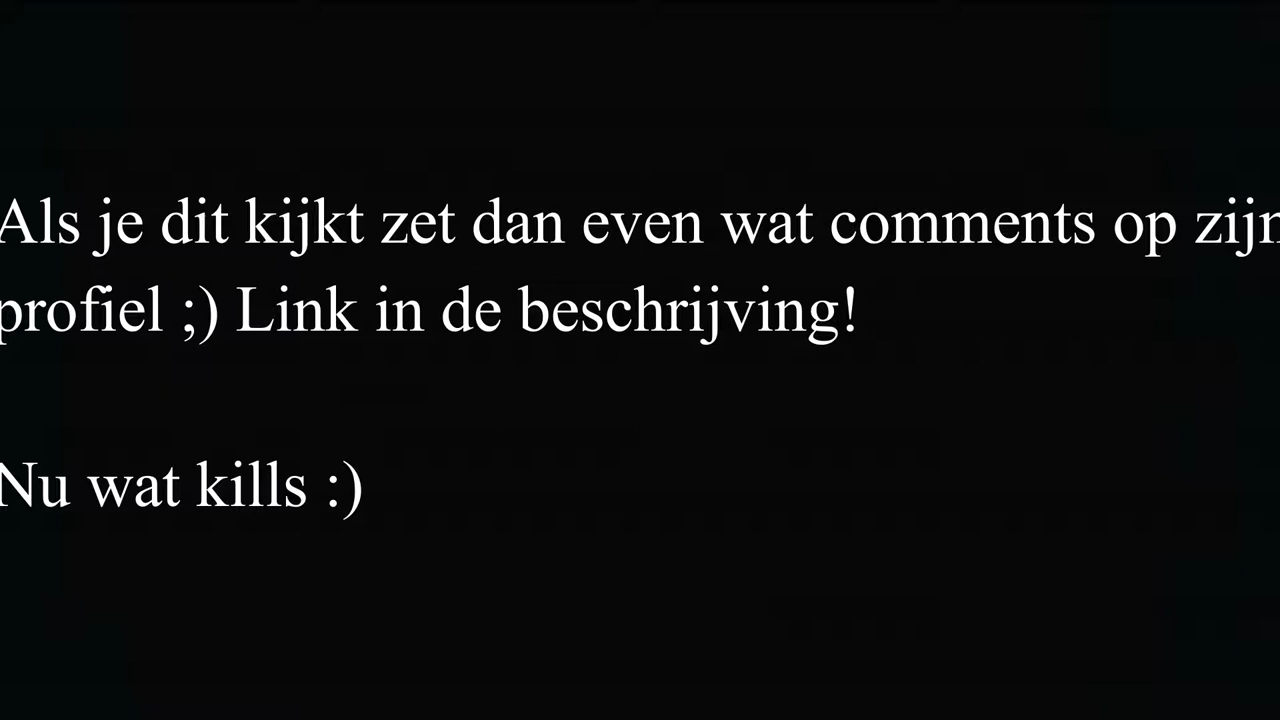 Als je dit kijkt zet dan even wat comments op zijn
profiel ;) Link in de beschrijving!
Nu wat kills :)